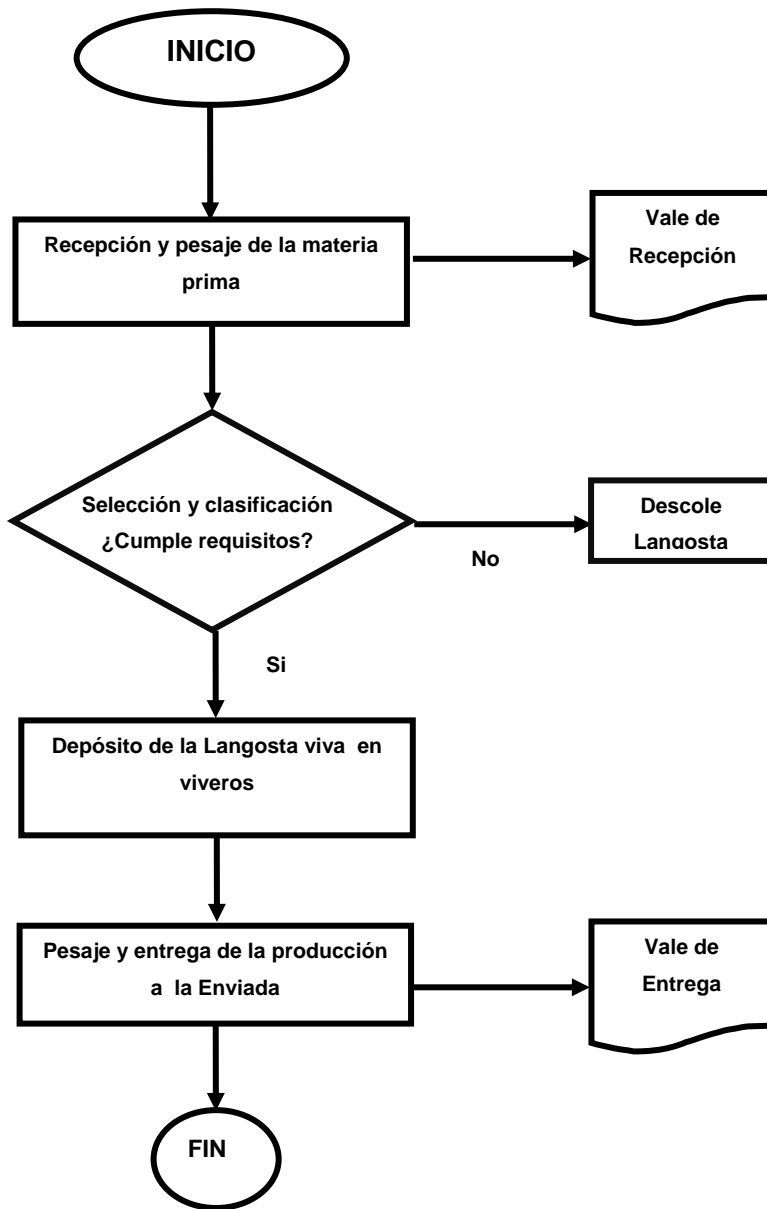 INICIO
Recepción y pesaje de la materia
prima
Vale de
Recepción
Selección y clasificación
¿Cumple requisitos?
No
Descole
Langosta
Si
Depósito de la Langosta viva en
viveros
Pesaje y entrega de la producción
a la Enviada
Vale de
Entrega
FIN